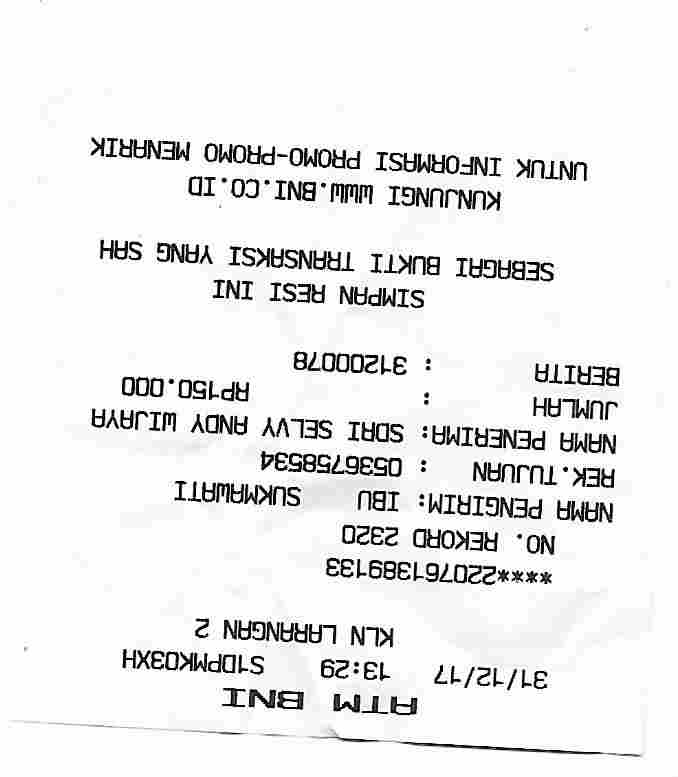 ATM BNI
31/12/17 13:29 S1DPMK03XH
KLN LARANGAN 2
****220761389133
NO. REKORD 2320
NAMA PENGIRIM: IBU SUKMAWATI
REK.TUJUAN : 0536758534
NAMA PENERIMA: SDRI SELVY ANDY WIJAYA
JUMLAH : RP150.000
BERITA : 31200078
SIMPAN RESI INI
SEBAGAI BUKTI TRANSAKSI YANG SAH
KUNJUNGI WWW.BNI.CO.ID
UNTUK INFORMASI PROMO-PROMO MENARIK